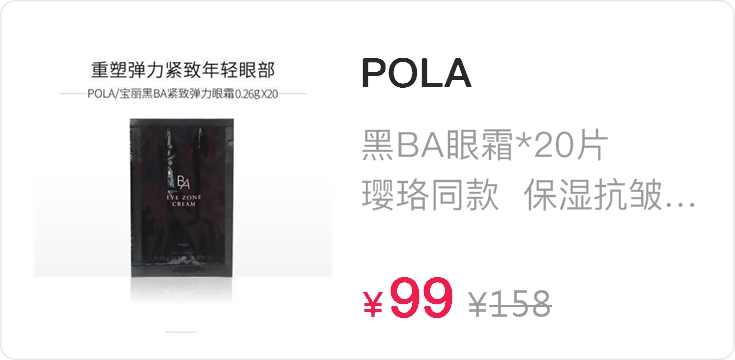 重塑弹力紧致年轻眼部
POLA/宝丽黑BA紧致弹力眼霜0.26gX20
BA
EYE ZONE
CREAM
POLA
POLA
黑BA眼霜*20片
璎珞同款 保湿抗皱...
¥99 ¥158